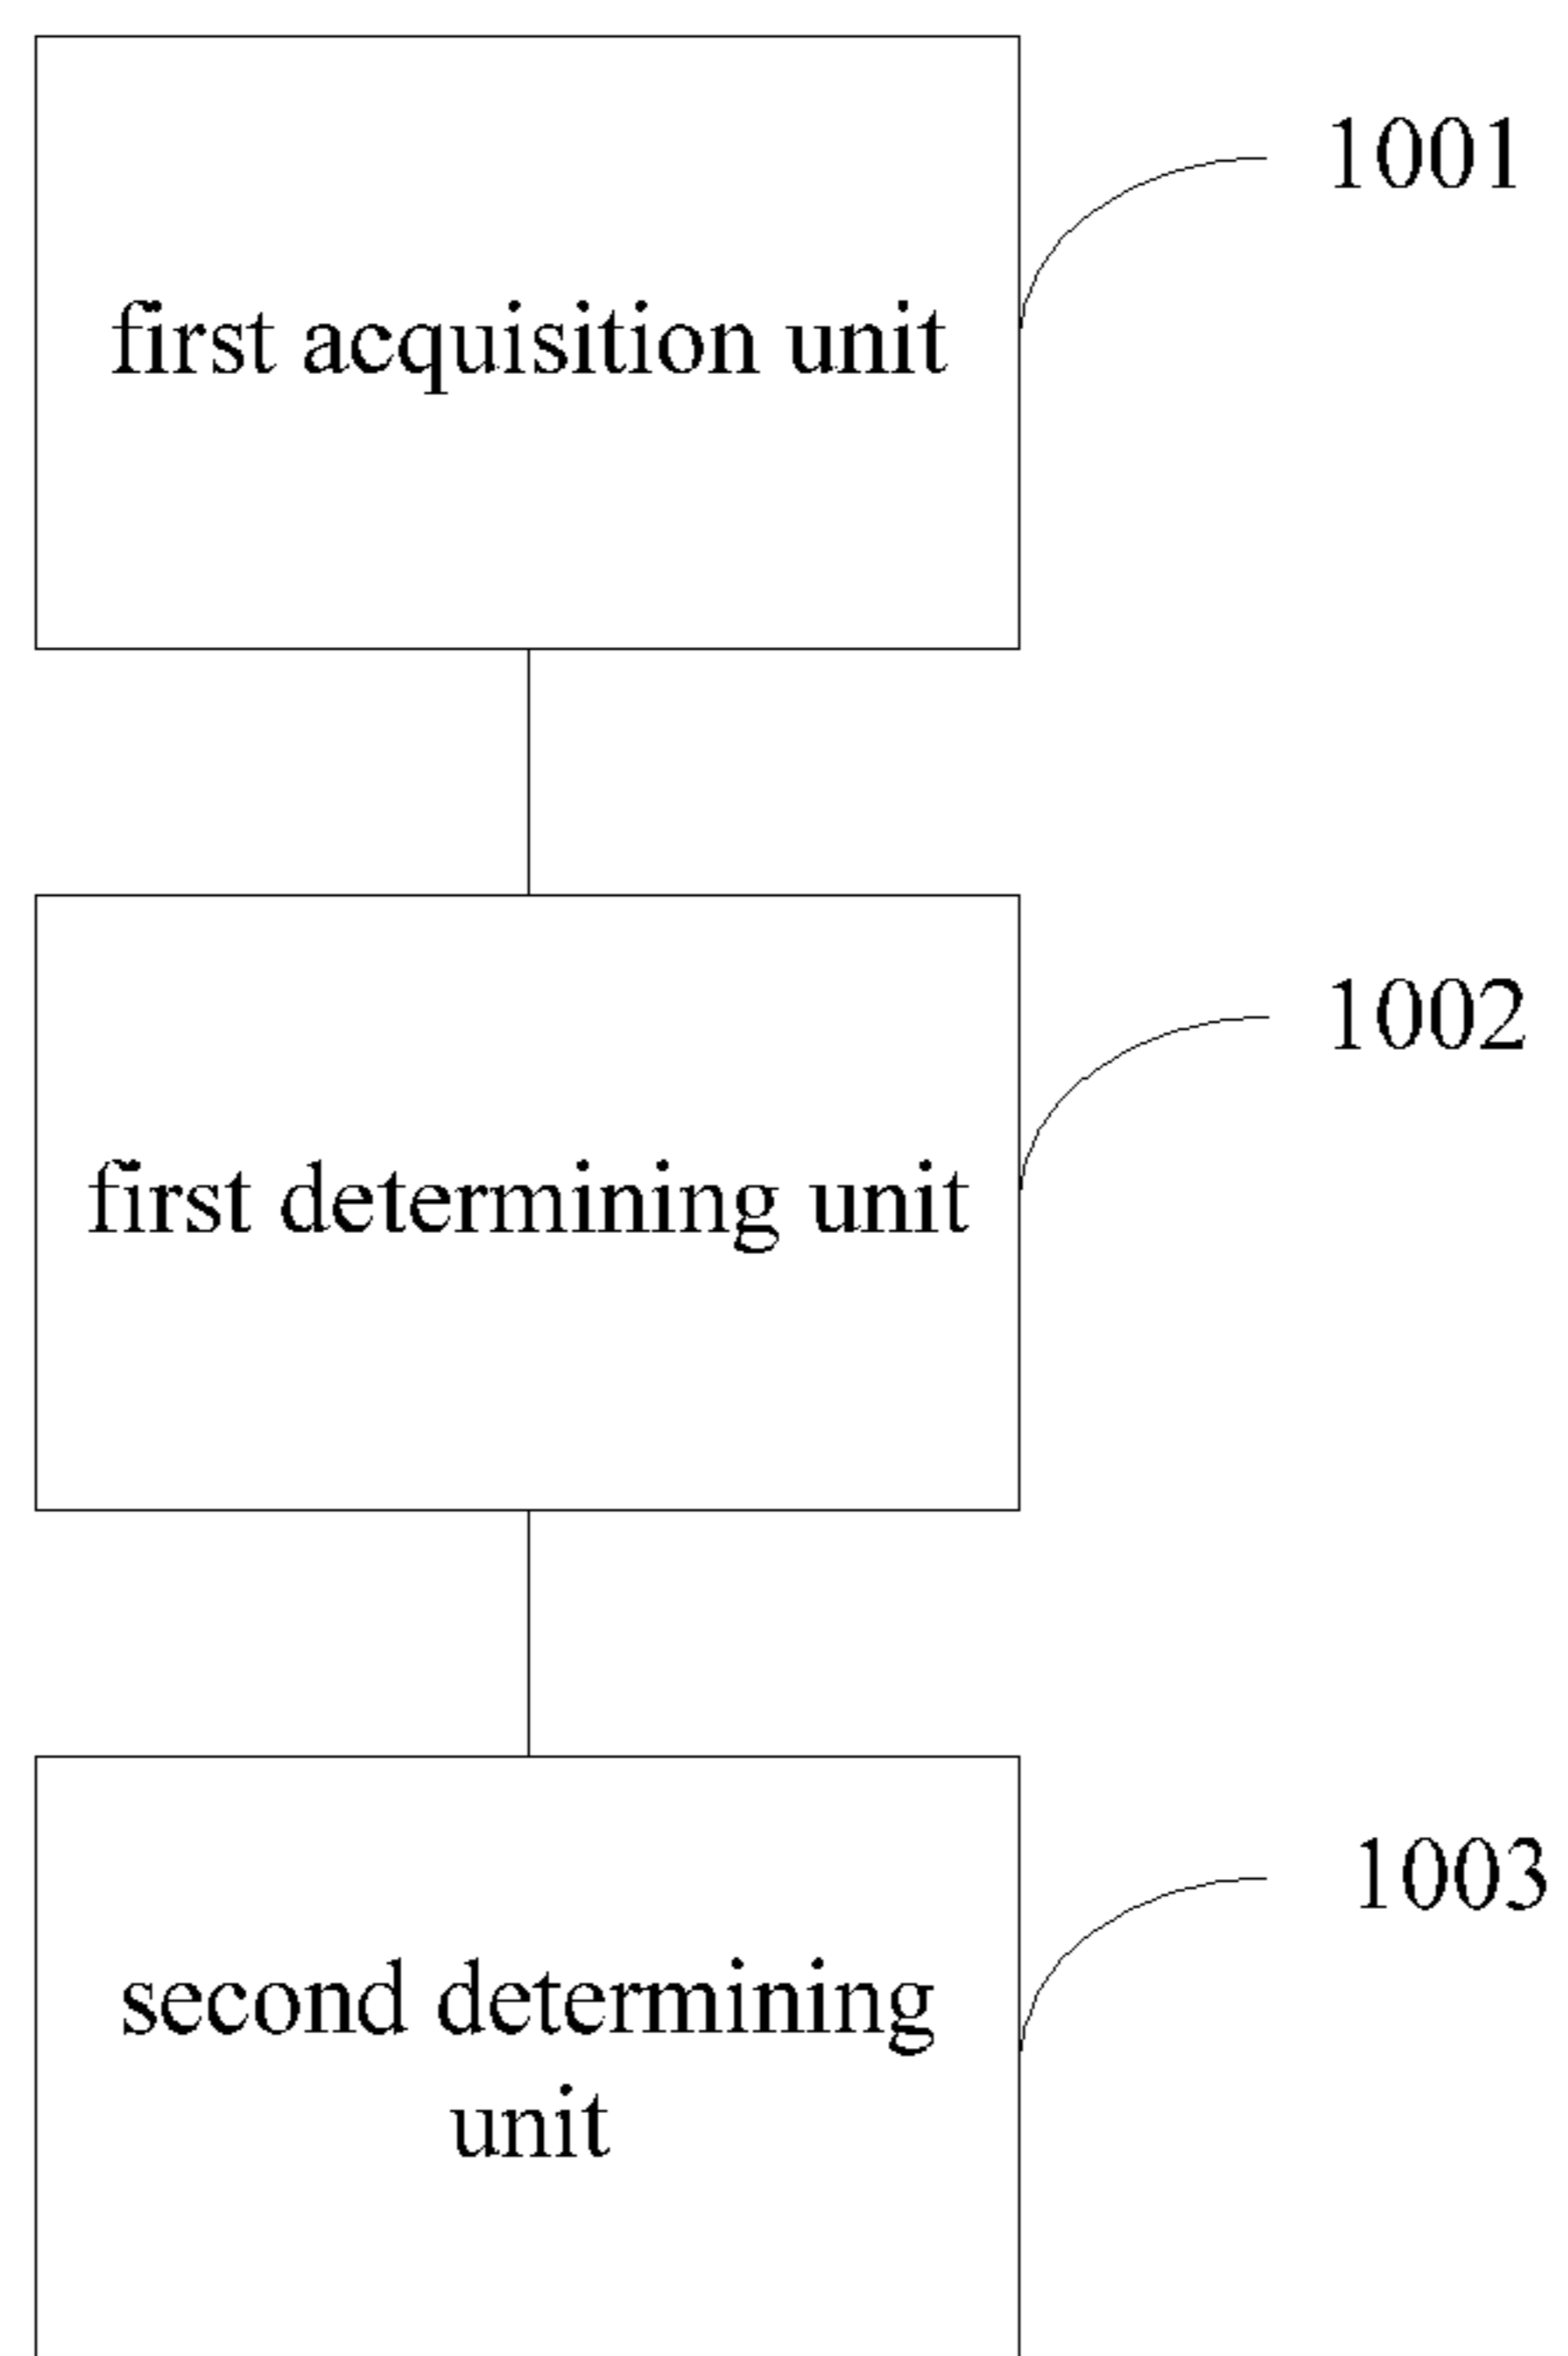 1001
first acquisition unit
1002
first determining unit
1003
second determining
unit